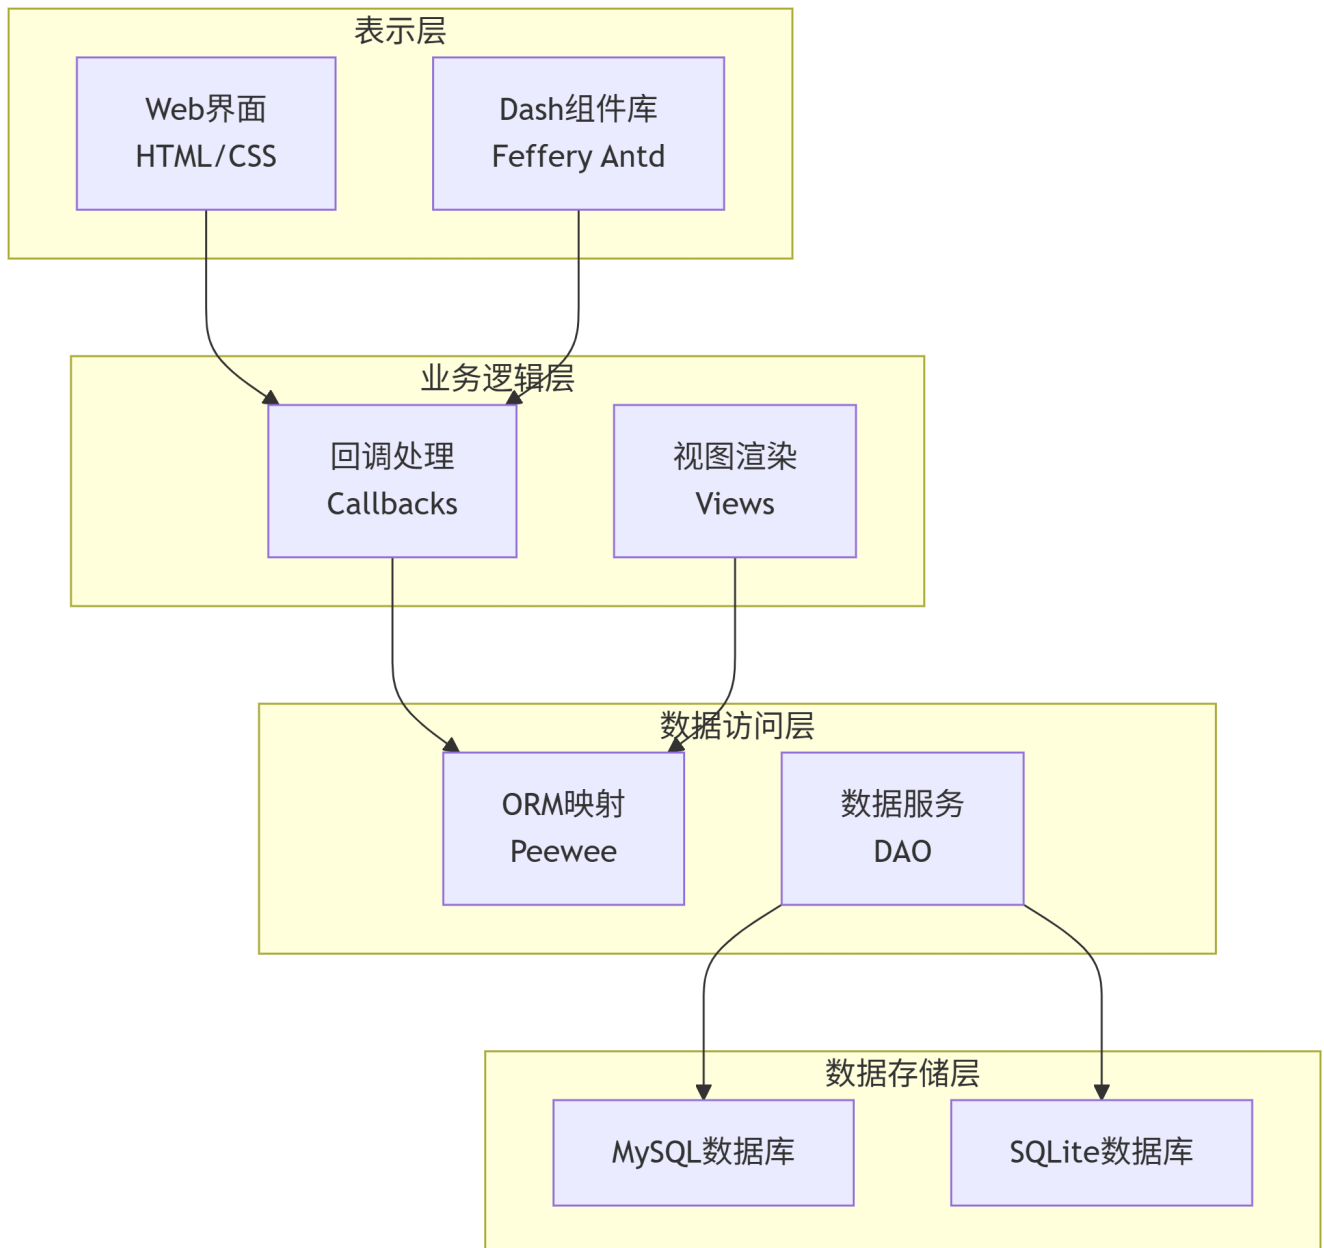 表示层
Web界面
HTML/CSS
Dash组件库
Feffery Antd
业务逻辑层
回调处理
Callbacks
视图渲染
Views
数据访问层
ORM映射
Peewee
数据服务
DAO
数据存储层
MySQL数据库
SQLite数据库